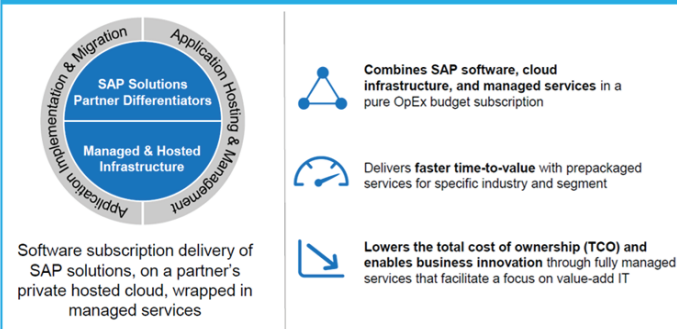 Application Implementation & Migration
Application Hosting & Management
SAP Solutions
Partner Differentiators
Managed & Hosted
Infrastructure
Software subscription delivery of
SAP solutions, on a partner's
private hosted cloud, wrapped in
managed services
Combines SAP software, cloud
infrastructure, and managed services in a
pure OpEx budget subscription
Delivers faster time-to-value with prepackaged
services for specific industry and segment
Lowers the total cost of ownership (TCO) and
enables business innovation through fully managed
services that facilitate a focus on value-add IT